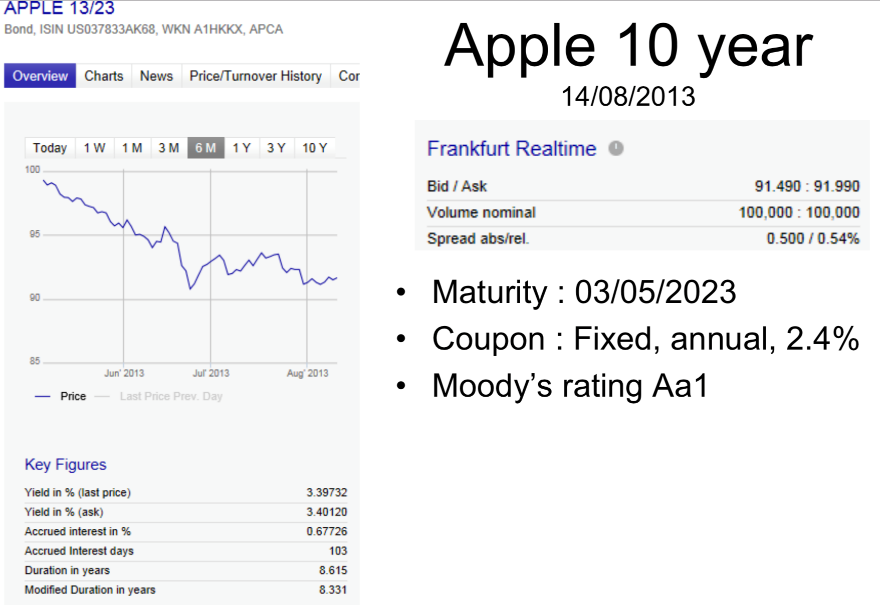 APPLE 13/23
Bond, ISIN US037833AK68, WKN A1HKKX, APCA
Overview Charts News Price/Turnover History Cor
Today 1 W 1 M 3 M 6 M 1 Y 3 Y 10 Y
100
95
90
85
Jun' 2013 Jul' 2013 Aug' 2013
Price Last Price Prev. Day
Key Figures
Yield in % (last price) 3.39732
Yield in % (ask) 3.40120
Accrued interest in % 0.67726
Accrued Interest days 103
Duration in years 8.615
Modified Duration in years 8.331
Apple 10 year
14/08/2013
Frankfurt Realtime
Bid / Ask 91.490 : 91.990
Volume nominal 100,000 : 100,000
Spread abs/rel. 0.500 / 0.54%
• Maturity : 03/05/2023
• Coupon : Fixed, annual, 2.4%
• Moody's rating Aa1